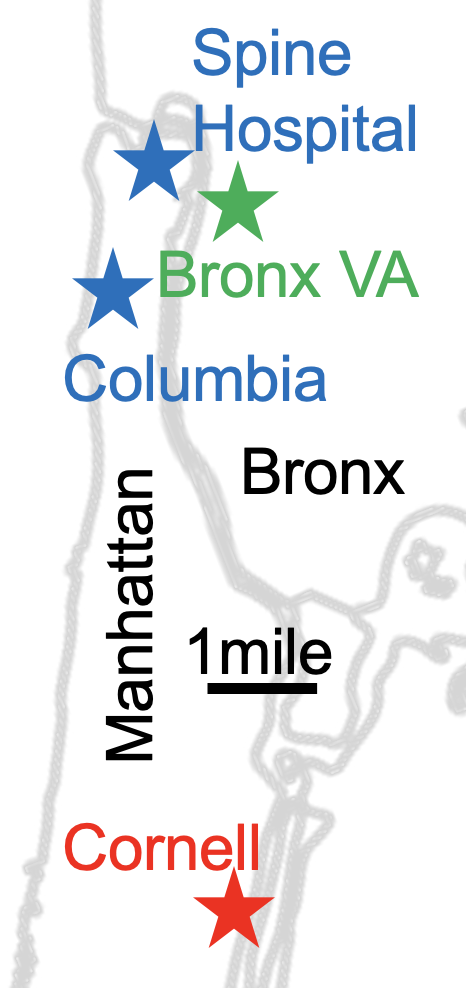 Spine
Hospital
Bronx VA
Columbia
Bronx
Manhattan
1mile
Cornell